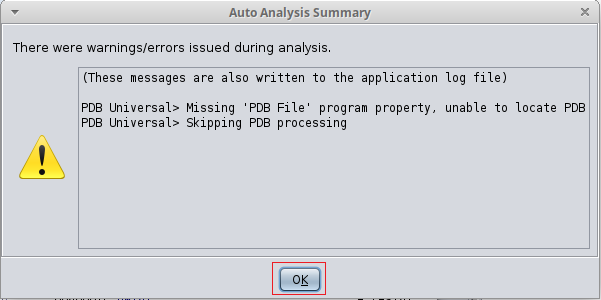 Auto Analysis Summary
There were warnings/errors issued during analysis.
(These messages are also written to the application log file)
PDB Universal> Missing 'PDB File' program property, unable to locate PDB
PDB Universal> Skipping PDB processing
OK